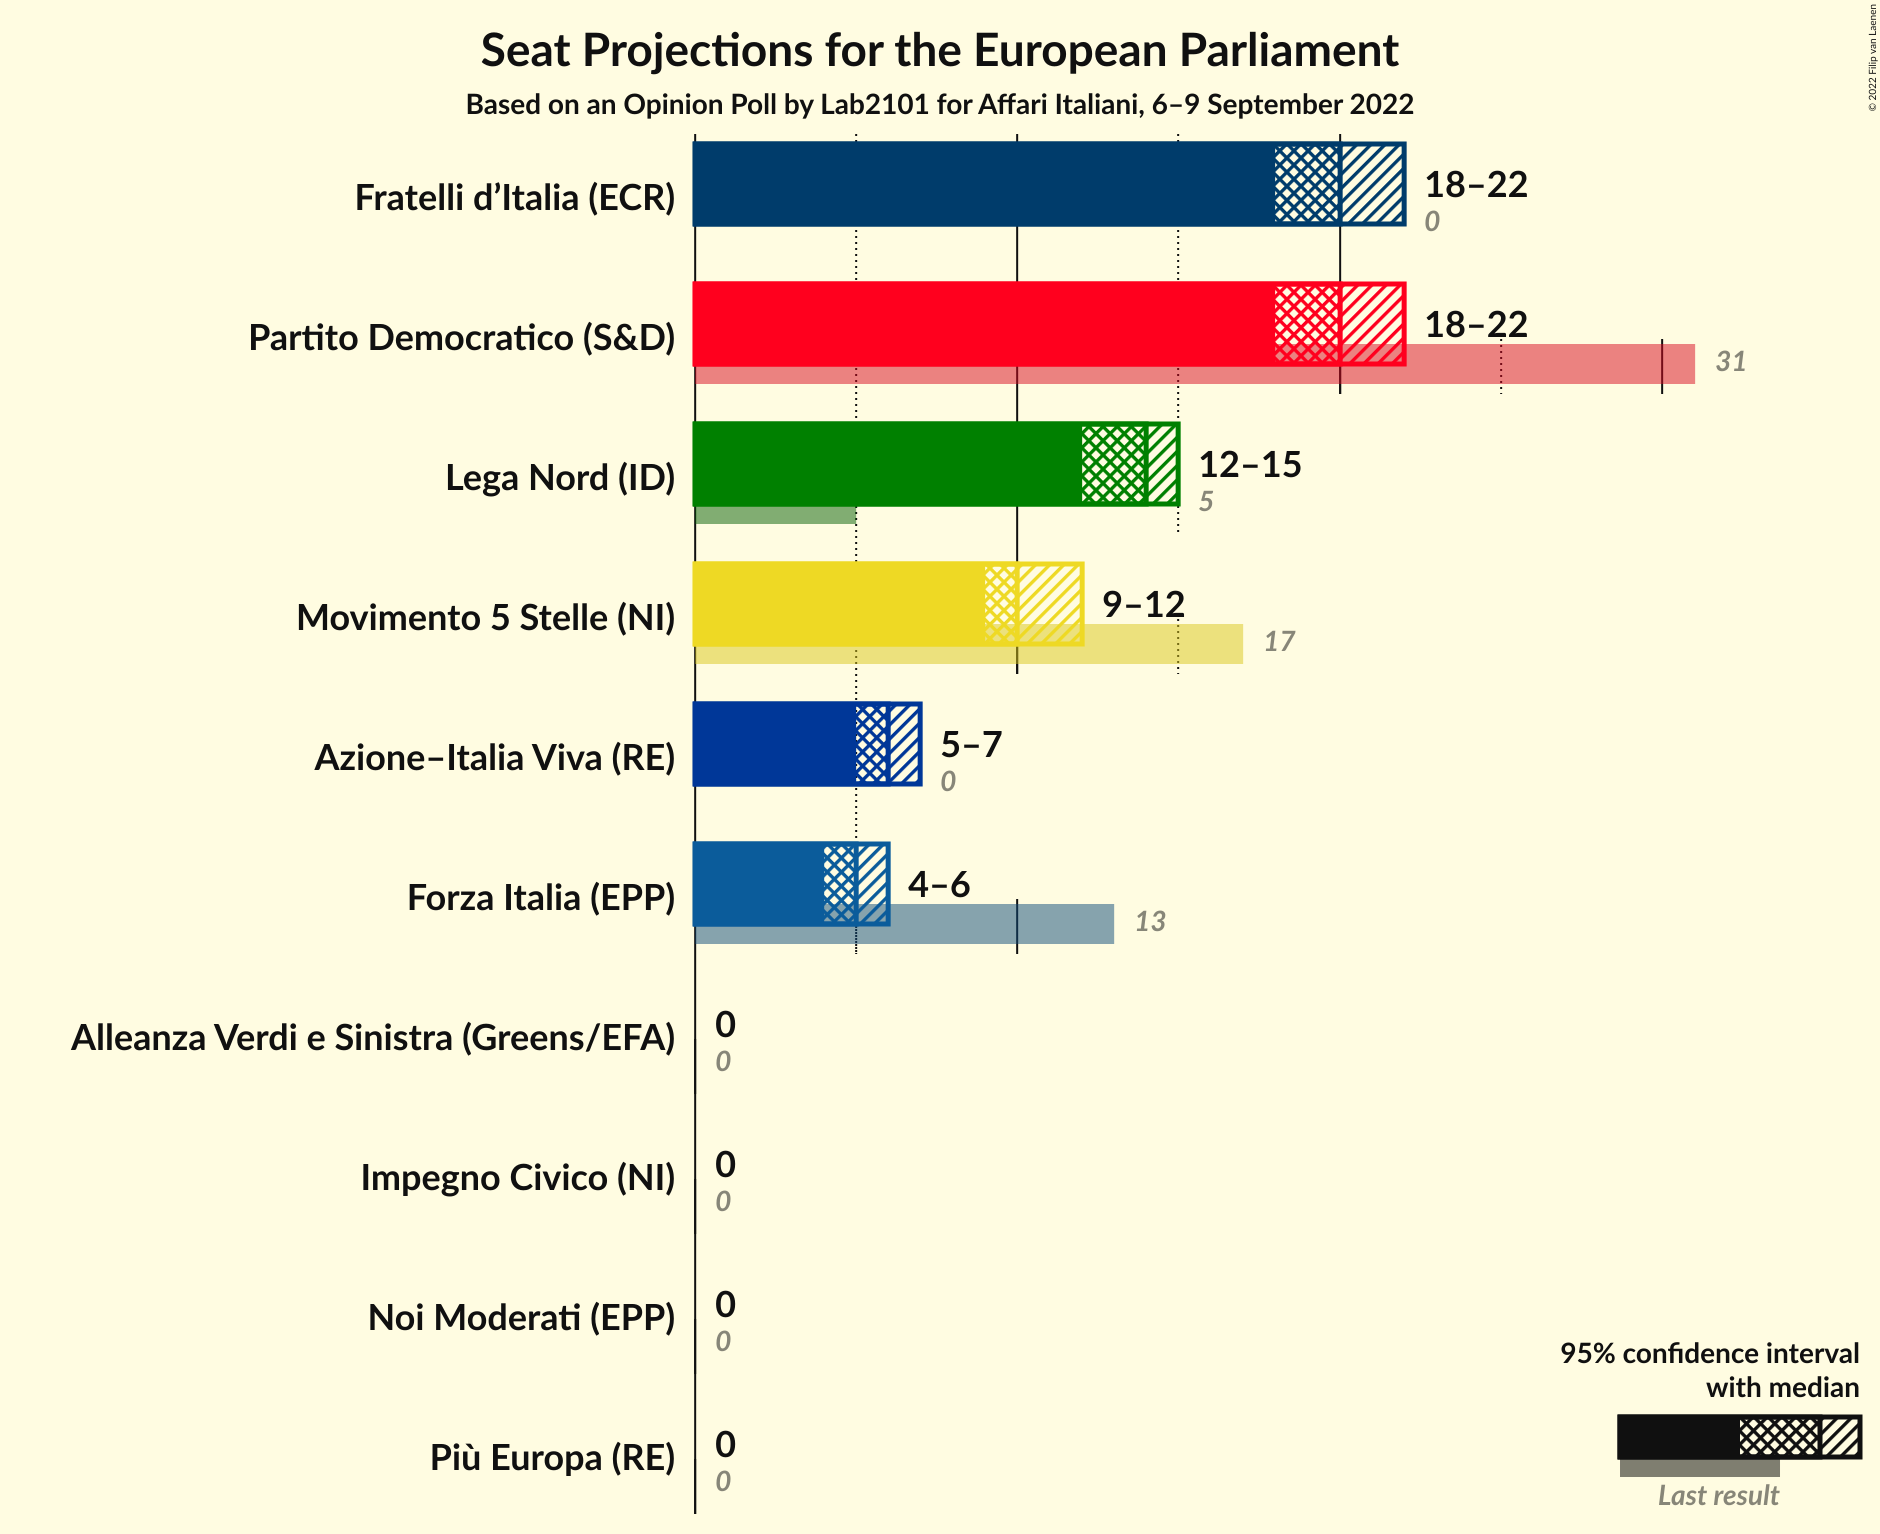 Seat Projections for the European Parliament
Based on an Opinion Poll by Lab2101 for Affari Italiani, 6–9 September 2022
© 2022 Filip van Laenen
Fratelli d’Italia (ECR)
18–22
0
Partito Democratico (S&D)
18–22
31
Lega Nord (ID)
12–15
5
Movimento 5 Stelle (NI)
9–12
17
Azione–Italia Viva (RE)
5–7
0
Forza Italia (EPP)
4–6
13
Alleanza Verdi e Sinistra (Greens/EFA)
0
0
Impegno Civico (NI)
0
0
Noi Moderati (EPP)
0
0
Più Europa (RE)
0
0
95% confidence interval
with median
Last result